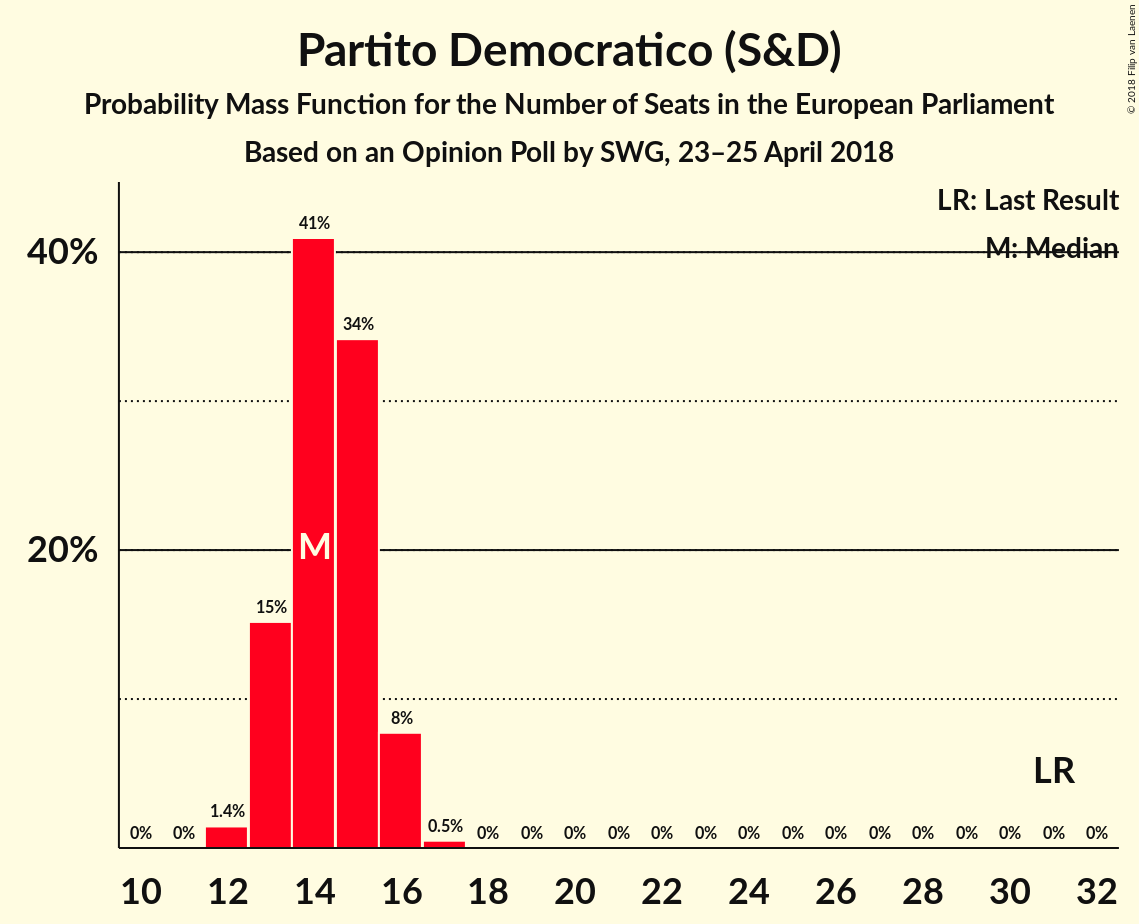 Partito Democratico (S&D)
Probability Mass Function for the Number of Seats in the European Parliament
Based on an Opinion Poll by SWG, 23–25 April 2018
© 2018 Filip van Laenen
LR: Last Result
M: Median
40%
20%
0% 0% 1.4% 15% 41% 34% 8% 0.5% 0% 0% 0% 0% 0% 0% 0% 0% 0% 0% 0% 0% 0% 0% 0%
M
LR
10 12 14 16 18 20 22 24 26 28 30 32